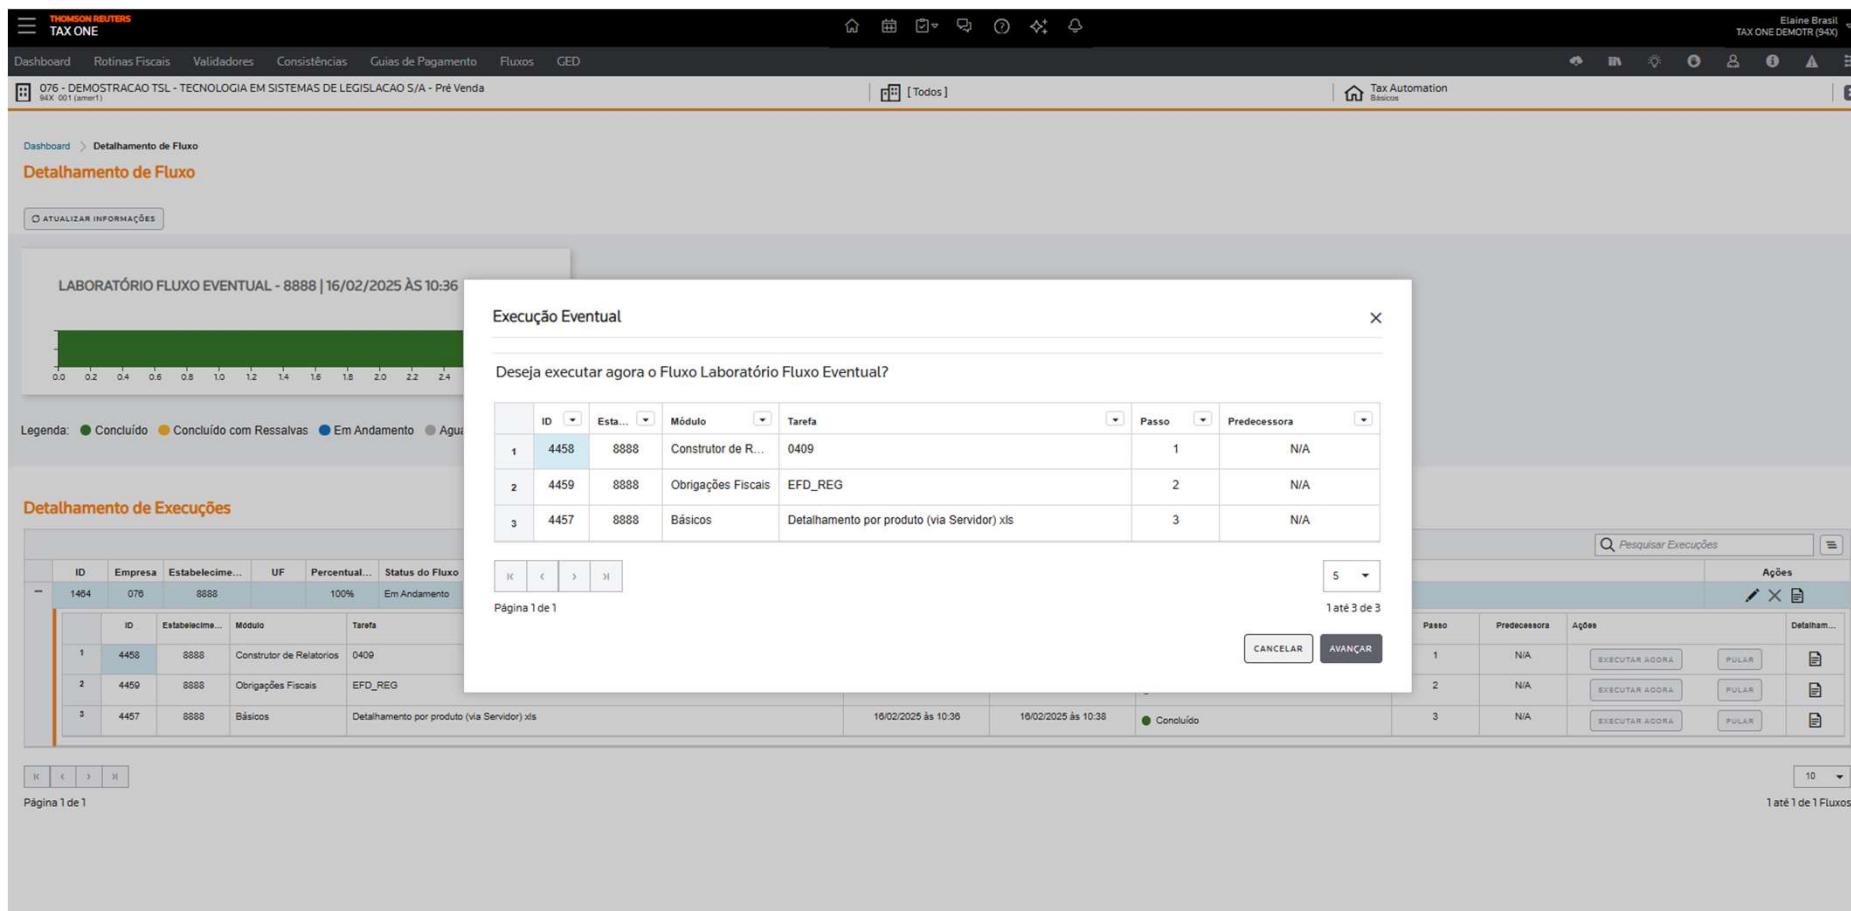 THOMSON REUTERS
TAX ONE
Elaine Brasil
TAX ONE DEMOTR (94X)
Dashboard Rotinas Fiscais Validadores Consistências Guias de Pagamento Fluxos GED
076 - DEMOSTRACAO TSL - TECNOLOGIA EM SISTEMAS DE LEGISLACAO S/A - Pré Venda
94X 001 (amer1)
[ Todos ]
Tax Automation
Básicos
Dashboard > Detalhamento de Fluxo
Detalhamento de Fluxo
ATUALIZAR INFORMAÇÕES
LABORATÓRIO FLUXO EVENTUAL - 8888 | 16/02/2025 ÀS 10:36
0.0 0.2 0.4 0.6 0.8 1.0 1.2 1.4 1.6 1.8 2.0 2.2 2.4
Legenda: Concluído Concluído com Ressalvas Em Andamento Agua
Execução Eventual
Deseja executar agora o Fluxo Laboratório Fluxo Eventual?
ID Esta... Módulo Tarefa Passo Predecessora
1 4458 8888 Construtor de R... 0409 1 N/A
2 4459 8888 Obrigações Fiscais EFD_REG 2 N/A
3 4457 8888 Básicos Detalhamento por produto (via Servidor) xls 3 N/A
5
Página 1 de 1
1 até 3 de 3
CANCELAR AVANÇAR
Detalhamento de Execuções
Pesquisar Execuções
ID Empresa Estabelecime... UF Percentual... Status do Fluxo Ações
1464 076 8888 100% Em Andamento
ID Estabelecime... Módulo Tarefa Passo Predecessora Ações Detalham...
1 4458 8888 Construtor de Relatorios 0409 1 N/A EXECUTAR AGORA PULAR
2 4459 8888 Obrigações Fiscais EFD_REG 2 N/A EXECUTAR AGORA PULAR
3 4457 8888 Básicos Detalhamento por produto (via Servidor) xls 16/02/2025 às 10:36 16/02/2025 às 10:38 Concluído 3 N/A EXECUTAR AGORA PULAR
10
Página 1 de 1
1 até 1 de 1 Fluxos